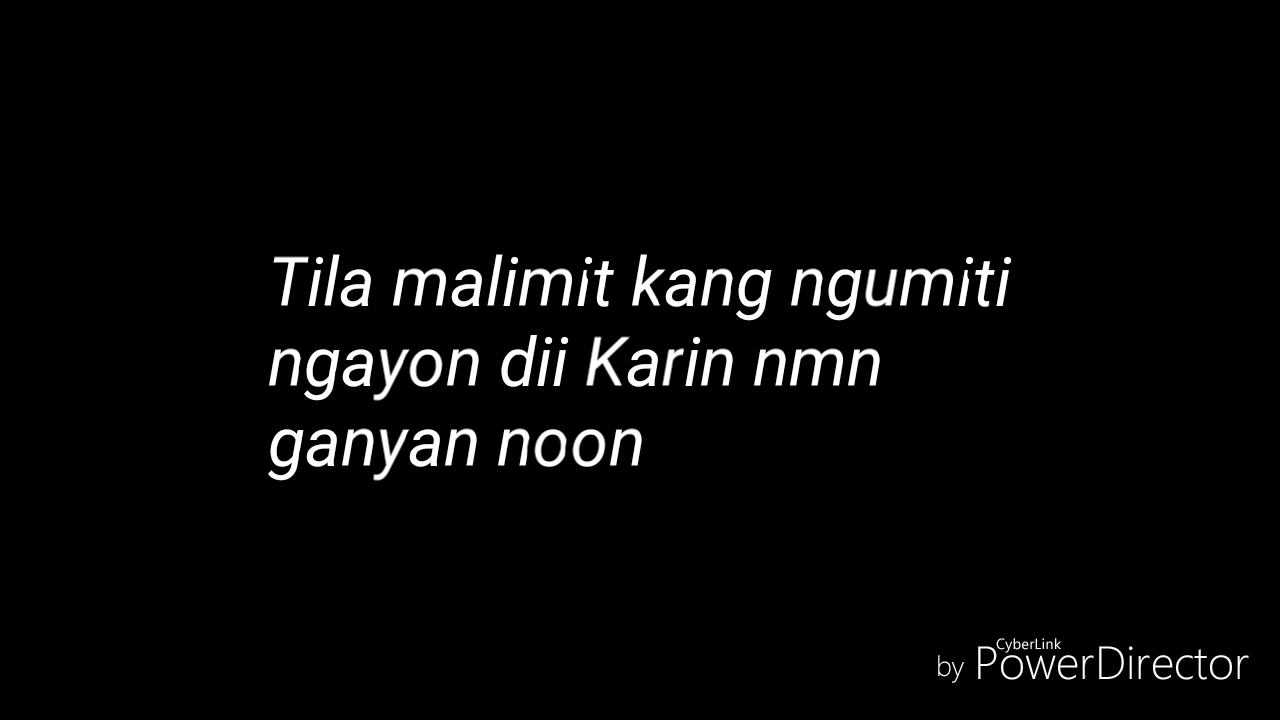 Tila malimit kang ngumiti
ngayon dii Karin nmn
ganyan noon
by CyberLink PowerDirector